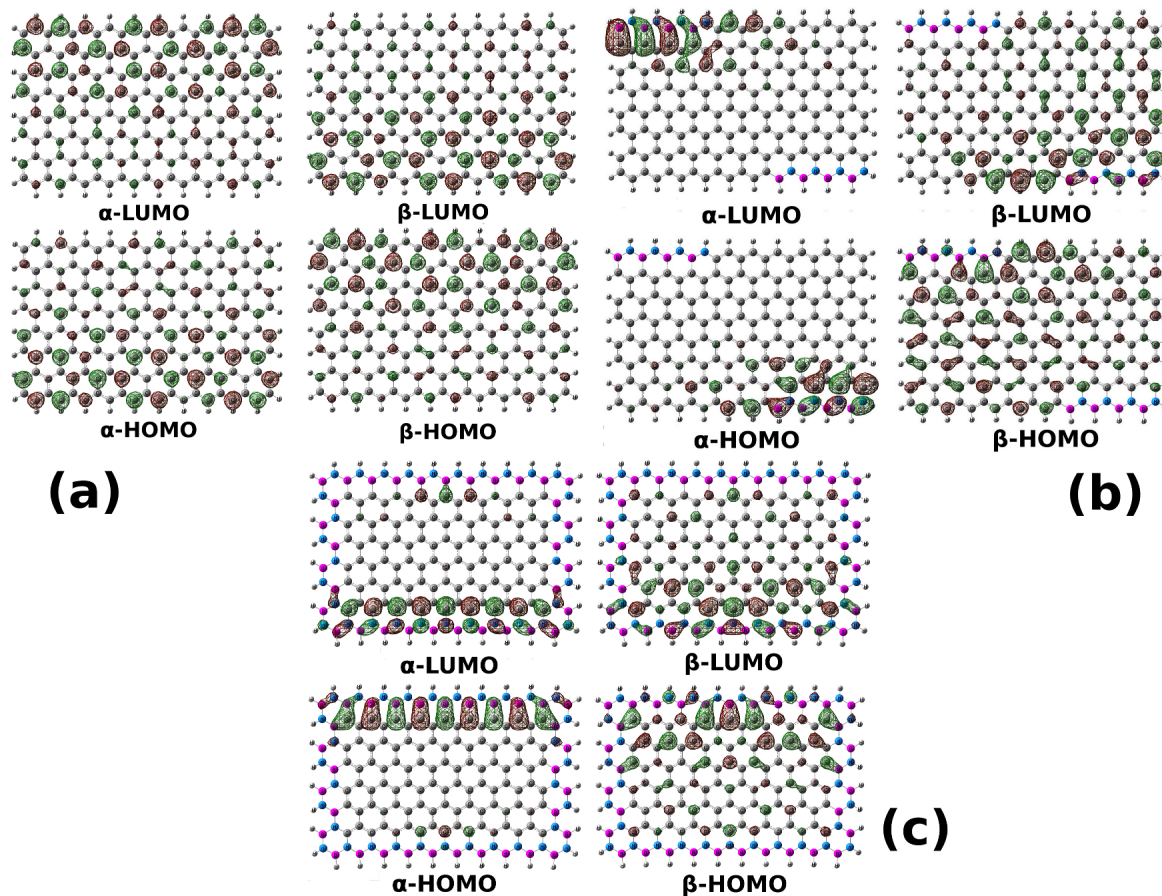 α-LUMO β-LUMO α-LUMO β-LUMO
α-HOMO β-HOMO α-HOMO β-HOMO
(a) (b)
α-LUMO β-LUMO
α-HOMO β-HOMO
(c)